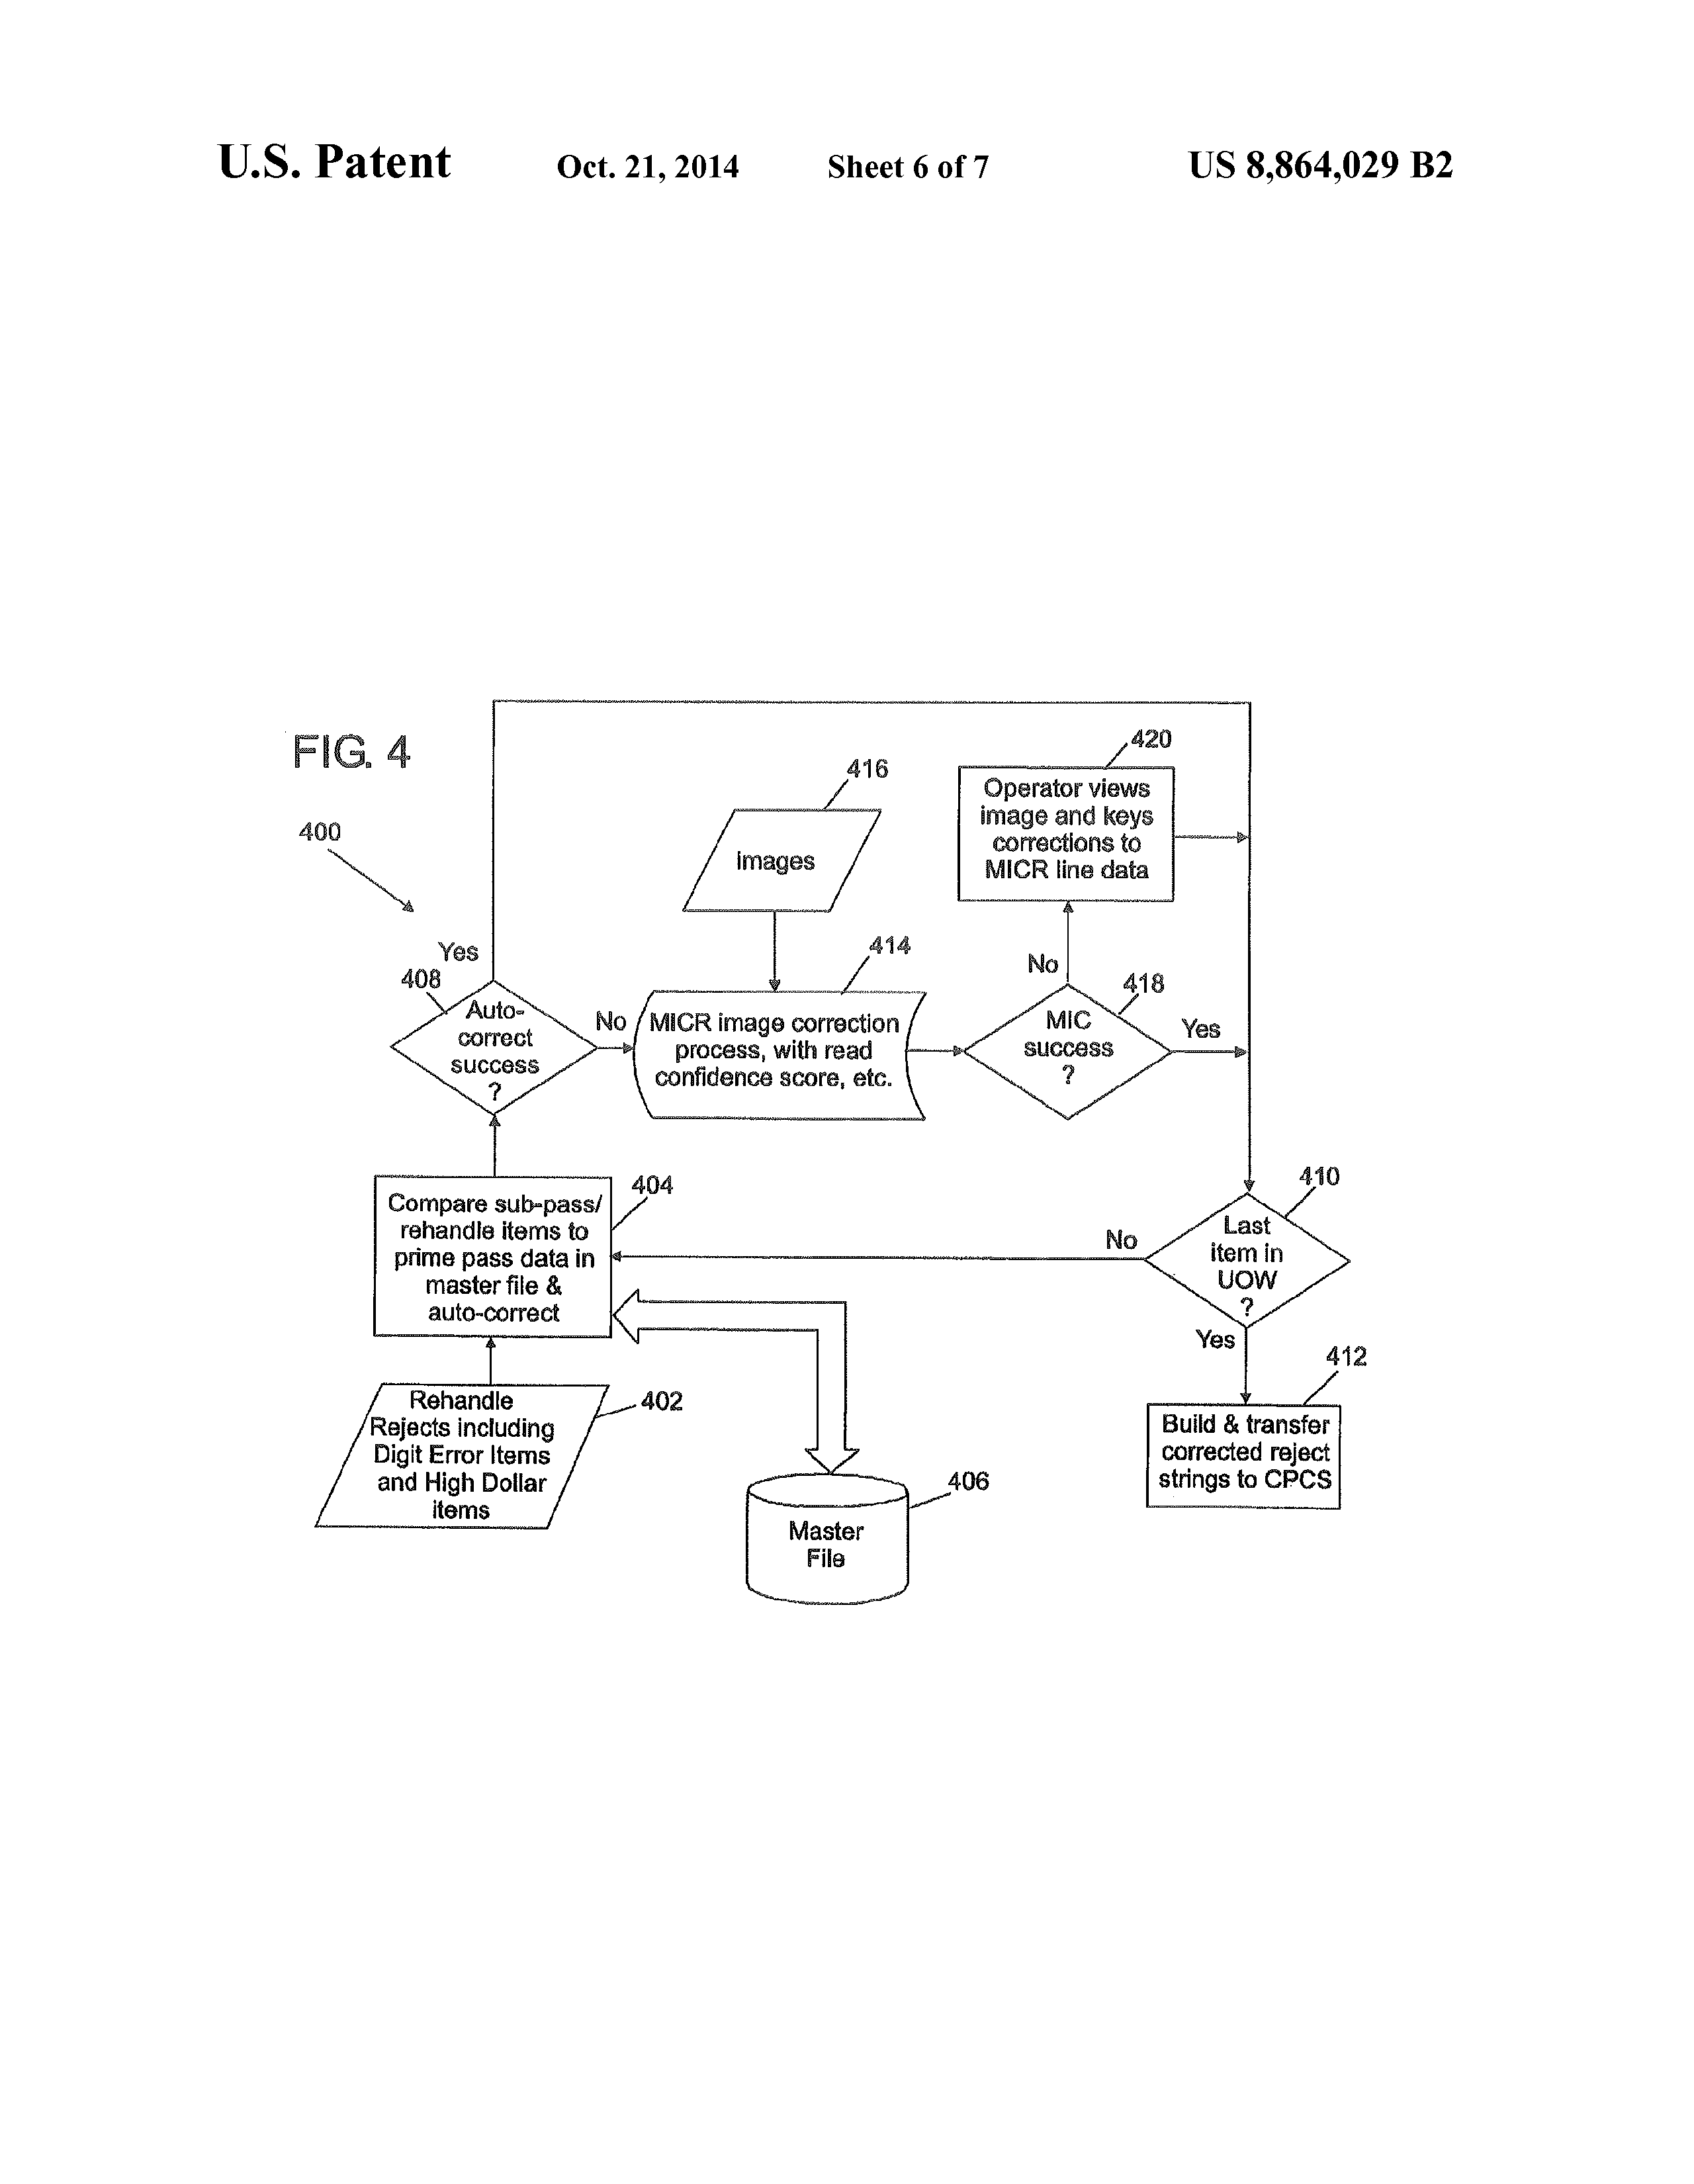 U.S. Patent Oct. 21, 2014 Sheet 6 of 7 US 8,864,029 B2
FIG. 4
400
416
Images
420
Operator views
image and keys
corrections to
MICR line data
Yes
408
Auto-
correct
success
?
No
414
MICR image correction
process, with read
confidence score, etc.
No
418
MIC
success
?
Yes
404
Compare sub-pass/
rehandle items to
prime pass data in
master file &
auto-correct
No
410
Last
item in
UOW
?
Yes
402
Rehandle
Rejects including
Digit Error Items
and High Dollar
items
406
Master
File
412
Build & transfer
corrected reject
strings to CPCS